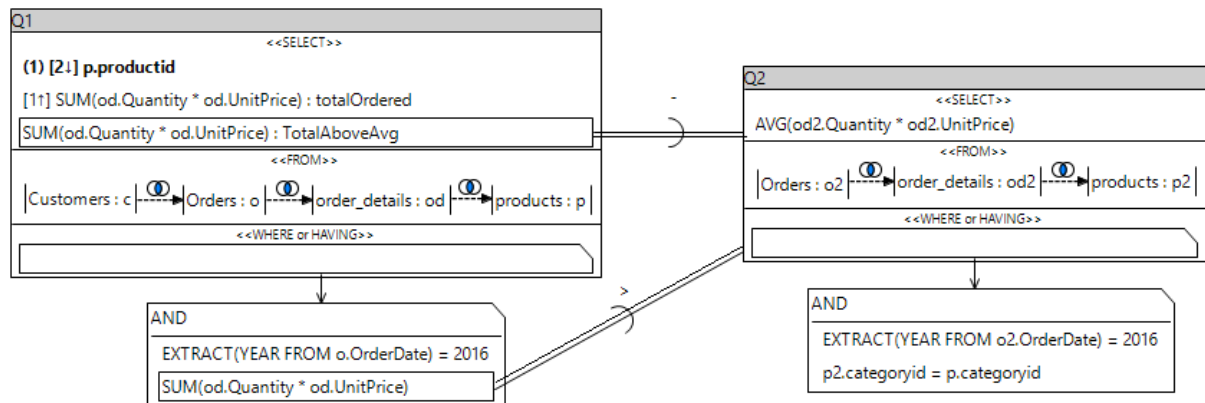 Q1
<<SELECT>>
(1) [2↓] p.productid
[1↑] SUM(od.Quantity * od.UnitPrice) : totalOrdered
SUM(od.Quantity * od.UnitPrice) : TotalAboveAvg
<<FROM>>
Customers : c Orders : o order_details : od products : p
<<WHERE or HAVING>>
AND
EXTRACT(YEAR FROM o.OrderDate) = 2016
SUM(od.Quantity * od.UnitPrice)
-
>
Q2
<<SELECT>>
AVG(od2.Quantity * od2.UnitPrice)
<<FROM>>
Orders : o2 order_details : od2 products : p2
<<WHERE or HAVING>>
AND
EXTRACT(YEAR FROM o2.OrderDate) = 2016
p2.categoryid = p.categoryid